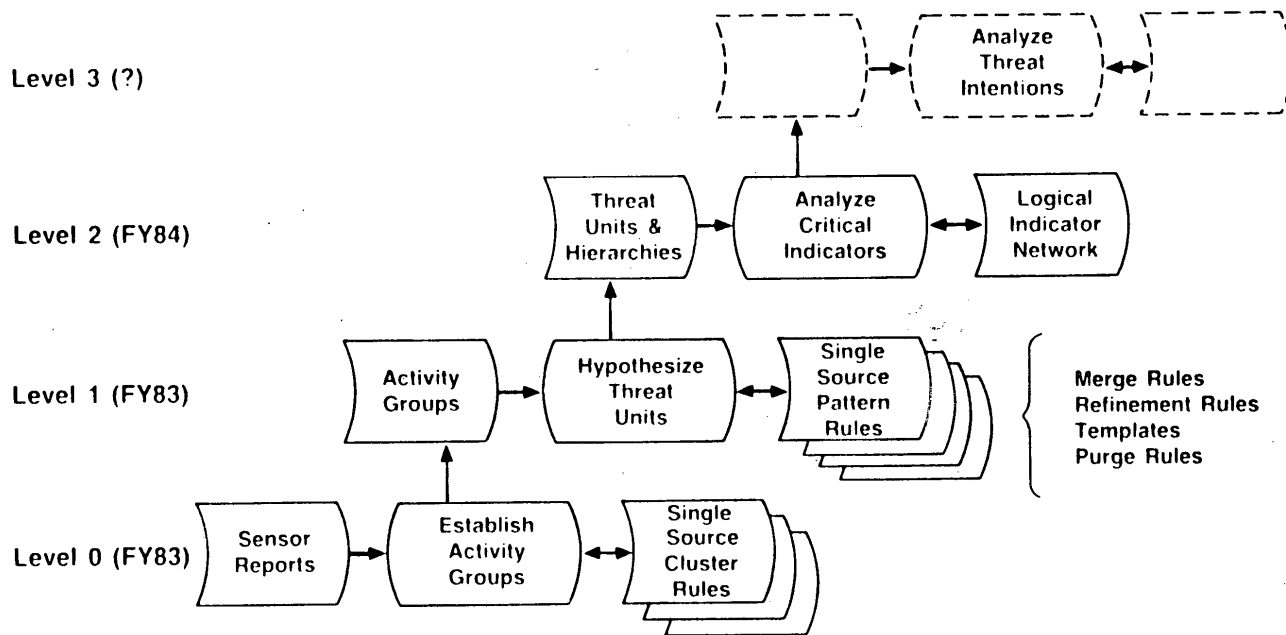 Level 3 (?)
Analyze
Threat
Intentions
Level 2 (FY84)
Threat
Units &
Hierarchies
Analyze
Critical
Indicators
Logical
Indicator
Network
Level 1 (FY83)
Activity
Groups
Hypothesize
Threat
Units
Single
Source
Pattern
Rules
Merge Rules
Refinement Rules
Templates
Purge Rules
Level 0 (FY83)
Sensor
Reports
Establish
Activity
Groups
Single
Source
Cluster
Rules